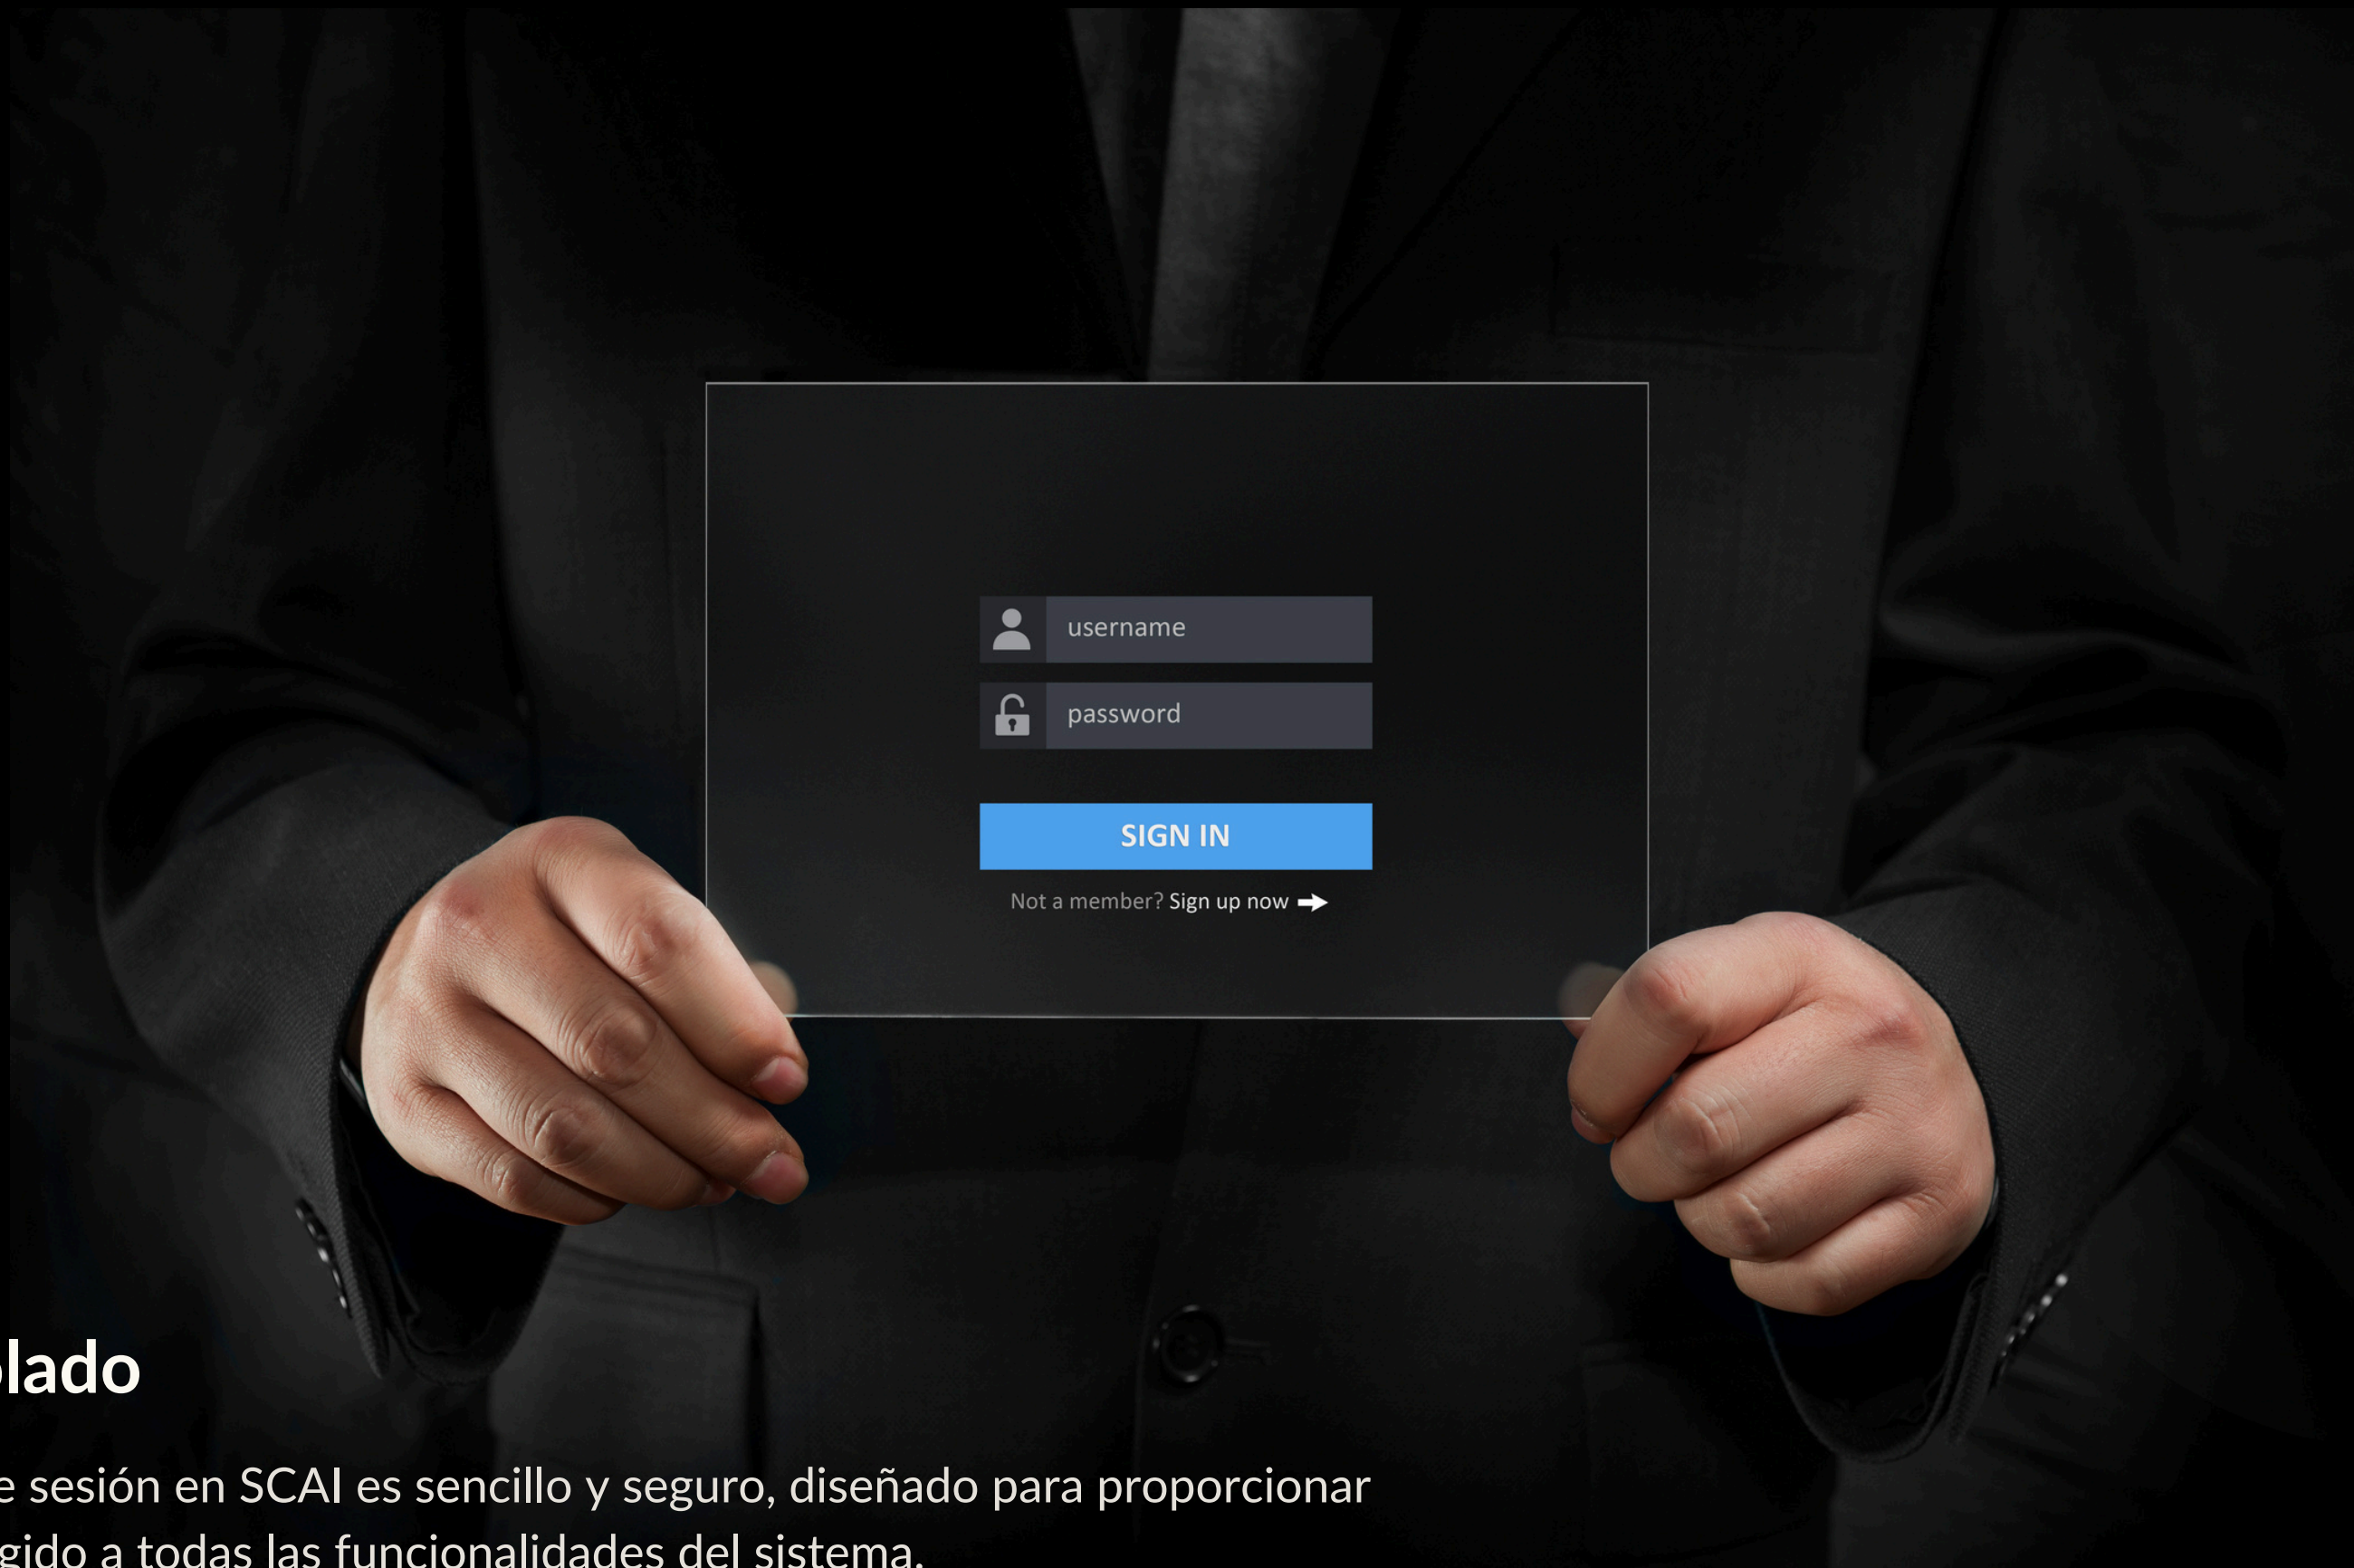 username
password
SIGN IN
Not a member? Sign up now
lado
sesión en SCAI es sencillo y seguro, diseñado para proporcionar
a todas las funcionalidades del sistema.